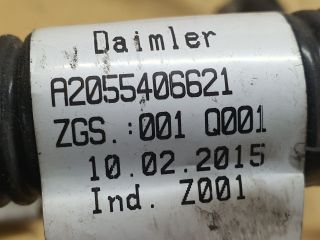 Daimler
A2055406621
ZGS.:001 Q001
10.02.2015
Ind. Z001